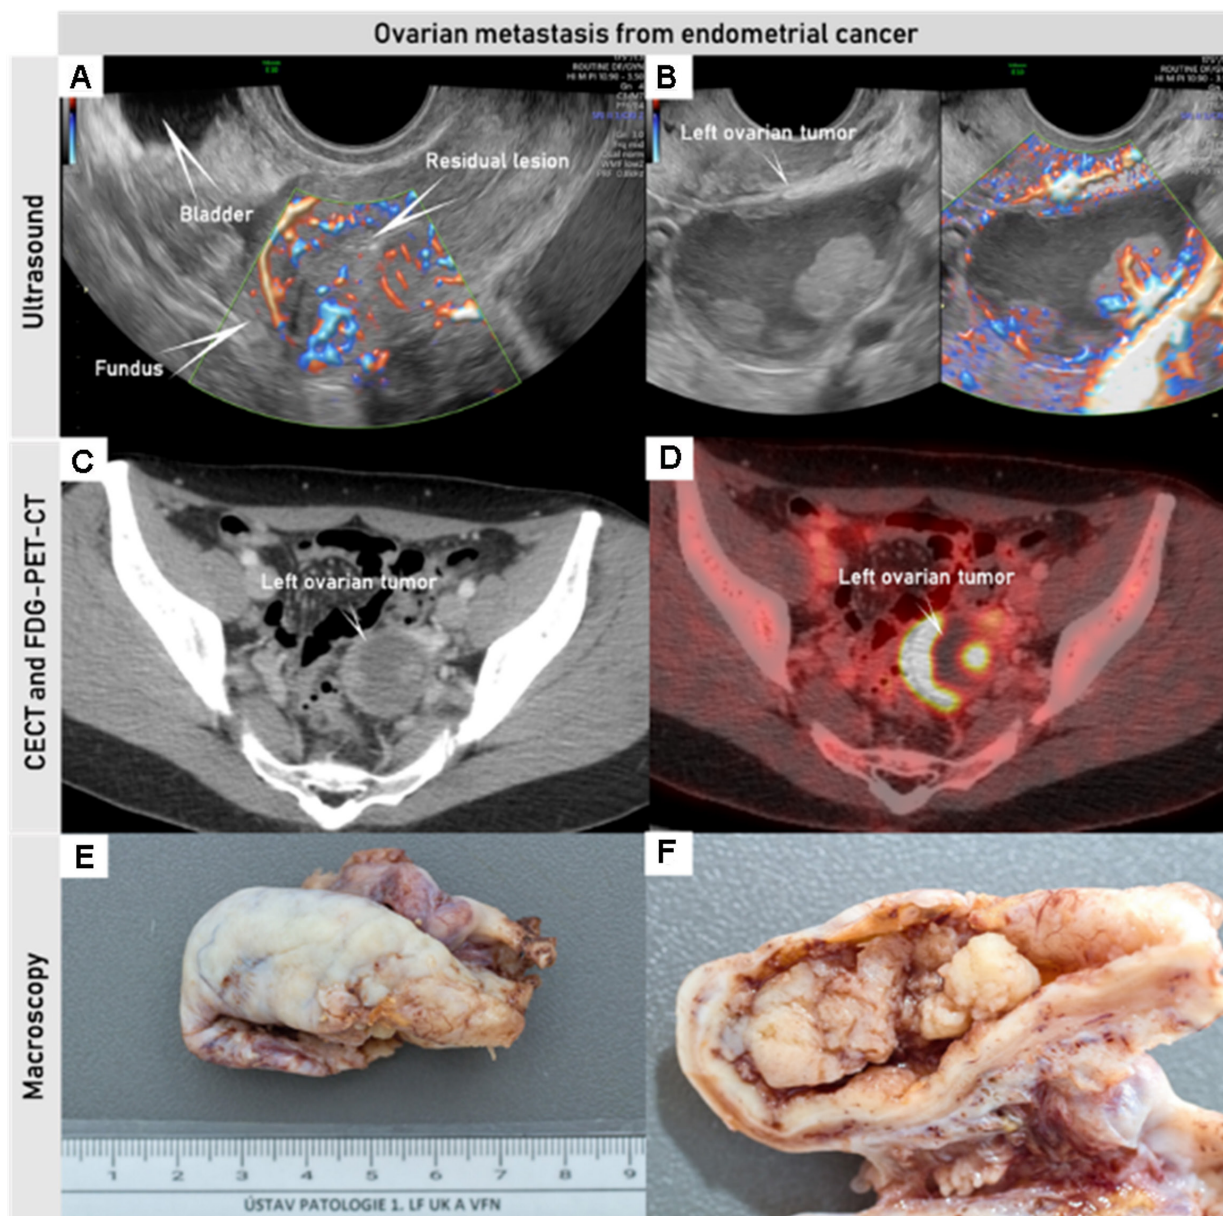 Ovarian metastasis from endometrial cancer
Ultrasound
A
ROUTINE DF/GYN
Bladder
Residual lesion
Fundus
B
Left ovarian tumor
CECT and FDG-PET-CT
C
Left ovarian tumor
D
Left ovarian tumor
Macroscopy
E
1 2 3 4 5 6 7 8 9
ÚSTAV PATOLOGIE 1. LF UK A VFN
F